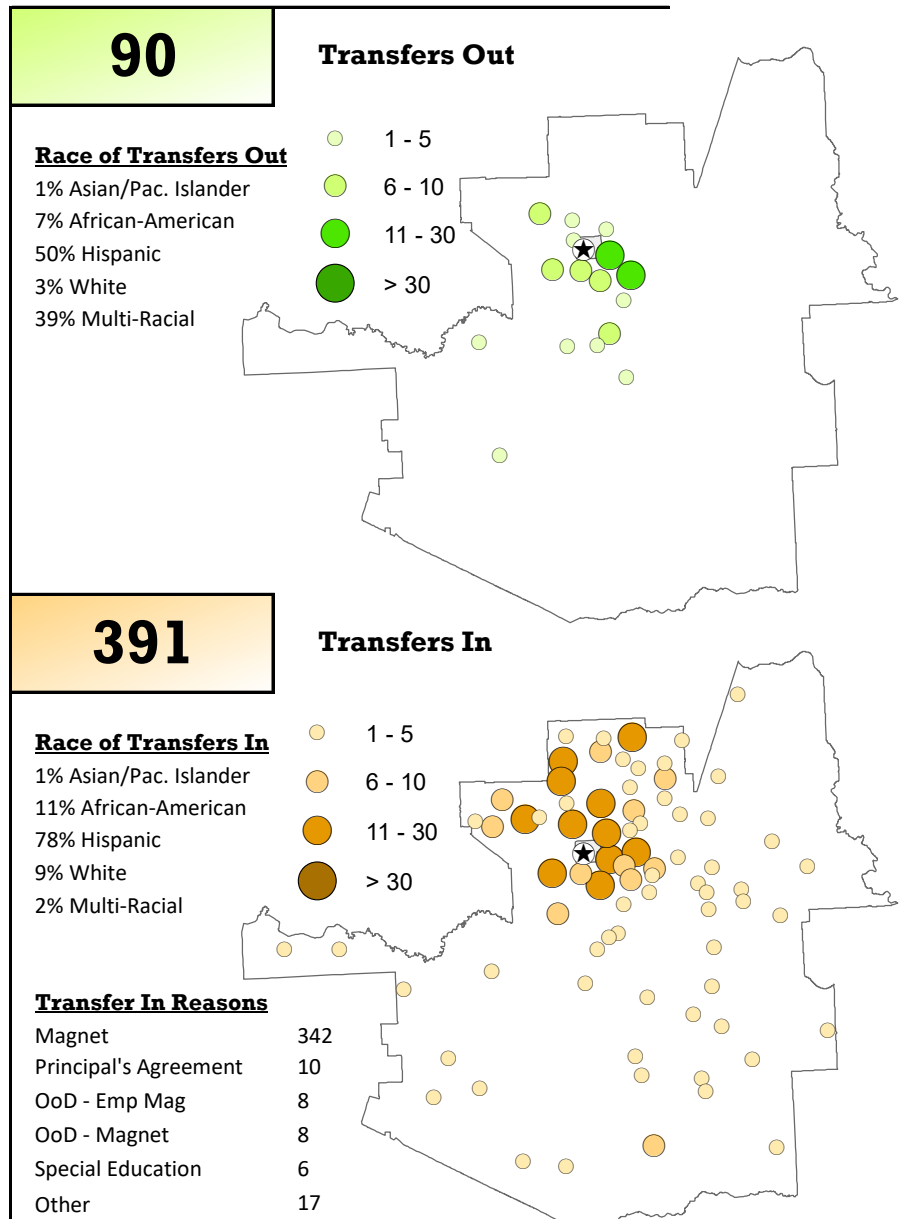 90
Transfers Out
Race of Transfers Out
1% Asian/Pac. Islander
7% African-American
50% Hispanic
3% White
39% Multi-Racial
1 - 5
6 - 10
11 - 30
> 30
391
Transfers In
Race of Transfers In
1% Asian/Pac. Islander
11% African-American
78% Hispanic
9% White
2% Multi-Racial
1 - 5
6 - 10
11 - 30
> 30
Transfer In Reasons
Magnet 342
Principal's Agreement 10
OoD - Emp Mag 8
OoD - Magnet 8
Special Education 6
Other 17